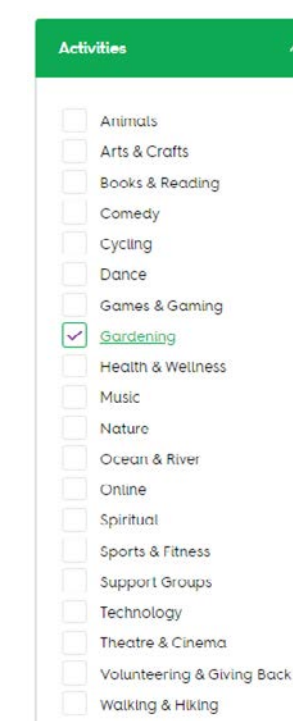 Activities
Animals
Arts & Crafts
Books & Reading
Comedy
Cycling
Dance
Games & Gaming
Gardening
Health & Wellness
Music
Nature
Ocean & River
Online
Spiritual
Sports & Fitness
Support Groups
Technology
Theatre & Cinema
Volunteering & Giving Back
Walking & Hiking